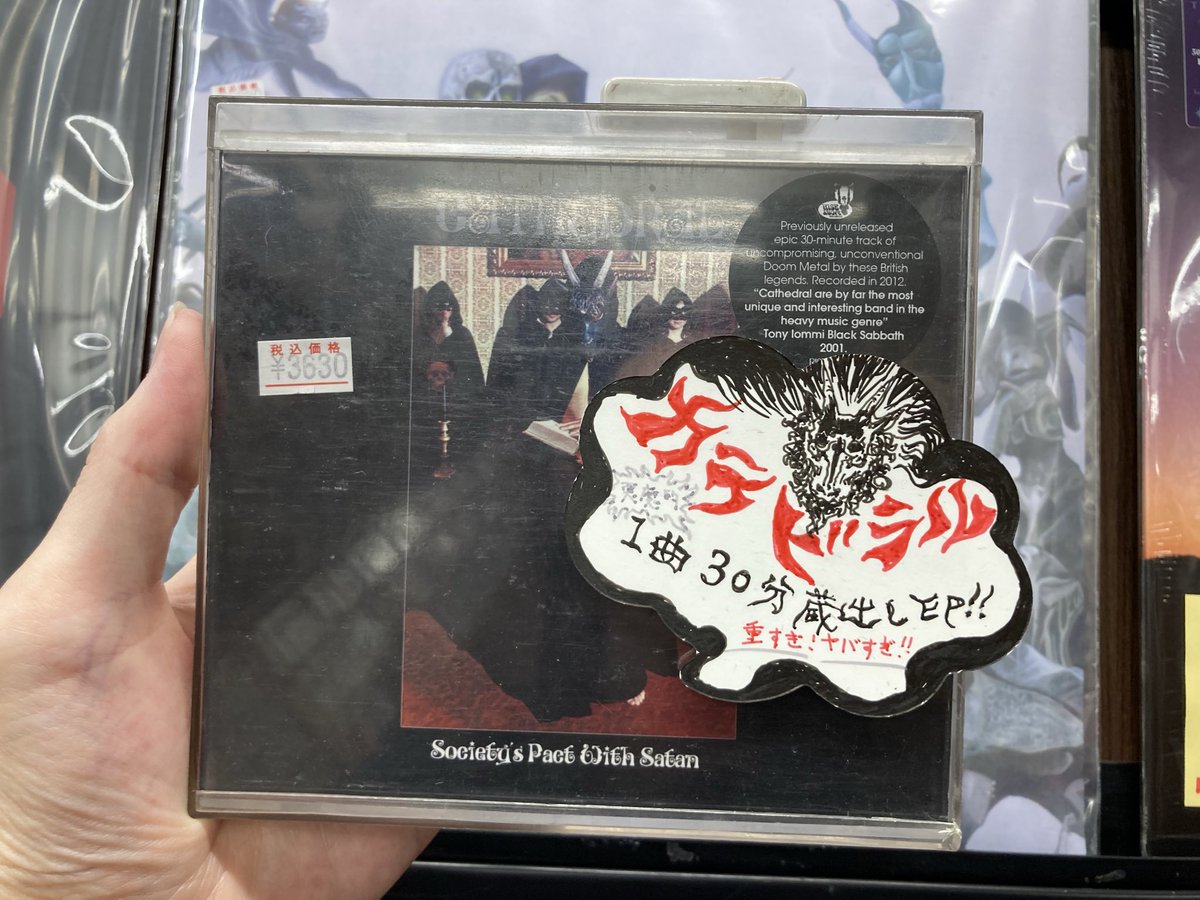 CATHEDRAL
Previously unreleased
epic 30-minute track of
uncompromising, unconventional
Doom Metal by these British
legends. Recorded in 2012.
"Cathedral are by far the most
unique and interesting band in the
heavy music genre"
Tony Iommi Black Sabbath
2001.
税込価格
¥3630
カテドラル
1曲30分蔵出しEP!!
重すぎ!ヤバすぎ!!
Society's Pact With Satan